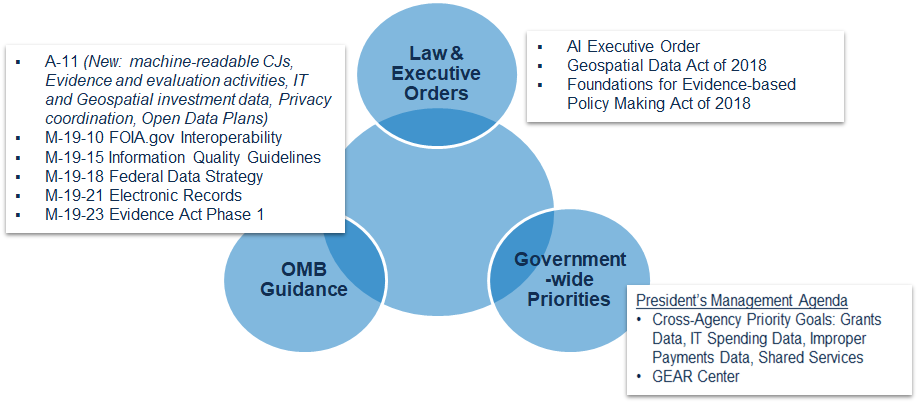 Law &
Executive
Orders
▪ A-11 (New: machine-readable CJs,
Evidence and evaluation activities, IT
and Geospatial investment data, Privacy
coordination, Open Data Plans)
▪ M-19-10 FOIA.gov Interoperability
▪ M-19-15 Information Quality Guidelines
▪ M-19-18 Federal Data Strategy
▪ M-19-21 Electronic Records
▪ M-19-23 Evidence Act Phase 1
▪ AI Executive Order
▪ Geospatial Data Act of 2018
▪ Foundations for Evidence-based
Policy Making Act of 2018
OMB
Guidance
Government
-wide
Priorities
President's Management Agenda
• Cross-Agency Priority Goals: Grants
Data, IT Spending Data, Improper
Payments Data, Shared Services
• GEAR Center